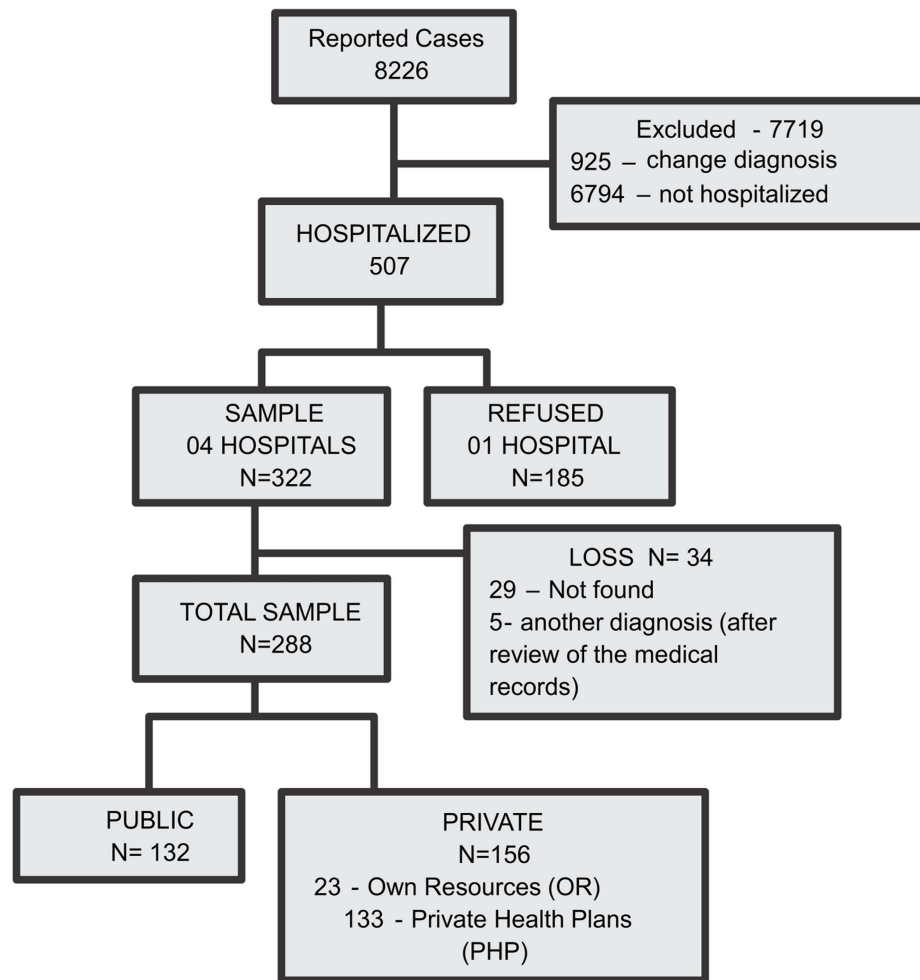 Reported Cases
8226
Excluded - 7719
925 – change diagnosis
6794 – not hospitalized
HOSPITALIZED
507
SAMPLE
04 HOSPITALS
N=322
REFUSED
01 HOSPITAL
N=185
LOSS N= 34
29 – Not found
5- another diagnosis (after
review of the medical
records)
TOTAL SAMPLE
N=288
PUBLIC
N= 132
PRIVATE
N=156
23 - Own Resources (OR)
133 - Private Health Plans
(PHP)